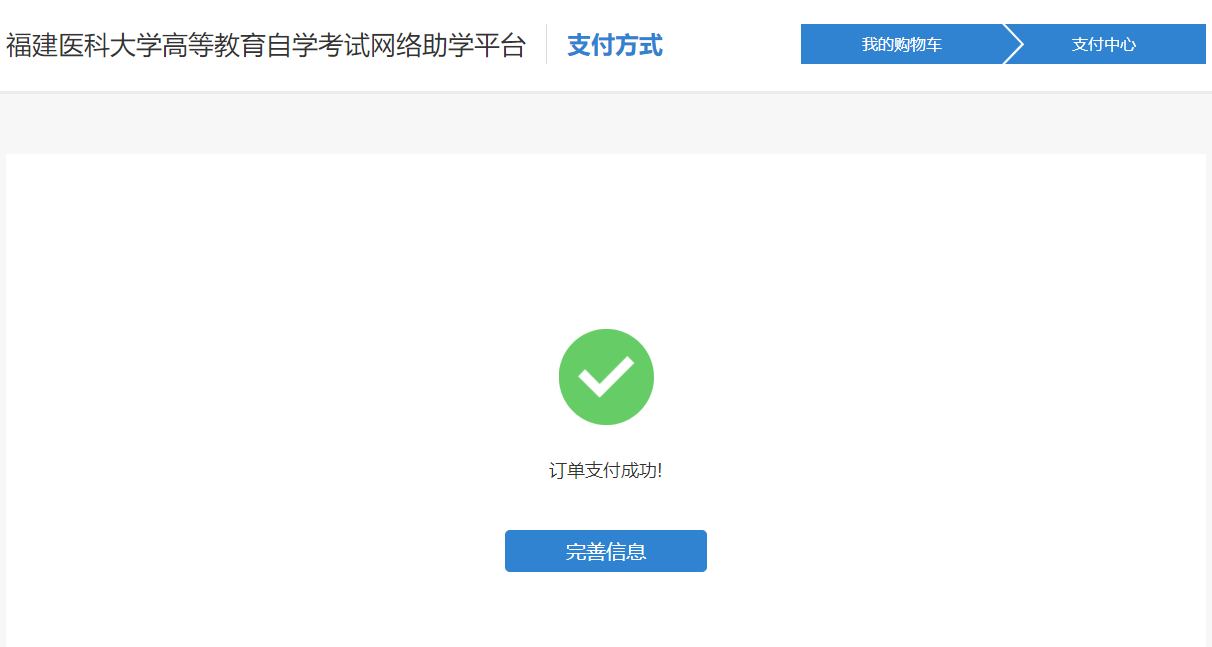 福建医科大学高等教育自学考试网络助学平台
支付方式
我的购物车
支付中心
订单支付成功!
完善信息